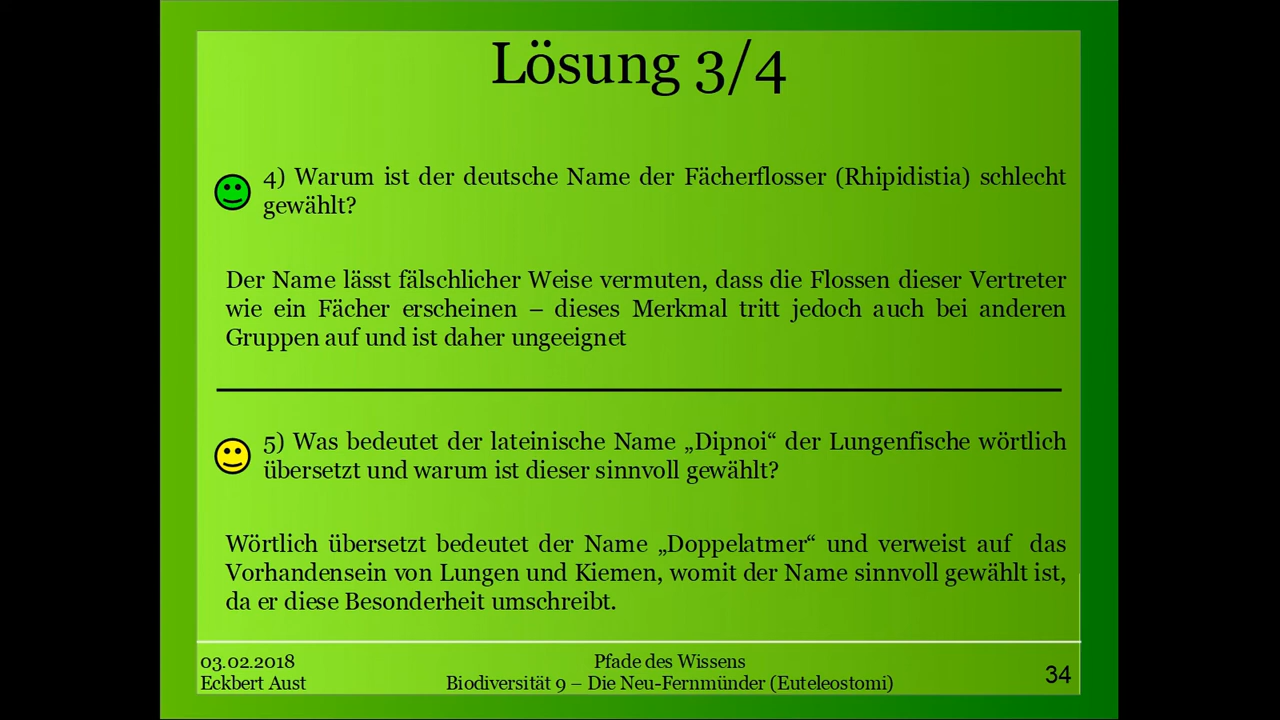 Lösung 3/4
4) Warum ist der deutsche Name der Fächerflosser (Rhipidistia) schlecht
gewählt?
Der Name lässt fälschlicher Weise vermuten, dass die Flossen dieser Vertreter
wie ein Fächer erscheinen – dieses Merkmal tritt jedoch auch bei anderen
Gruppen auf und ist daher ungeeignet
5) Was bedeutet der lateinische Name „Dipnoi“ der Lungenfische wörtlich
übersetzt und warum ist dieser sinnvoll gewählt?
Wörtlich übersetzt bedeutet der Name „Doppelatmer“ und verweist auf das
Vorhandensein von Lungen und Kiemen, womit der Name sinnvoll gewählt ist,
da er diese Besonderheit umschreibt.
03.02.2018
Eckbert Aust
Pfade des Wissens
Biodiversität 9 – Die Neu-Fernmünder (Euteleostomi)
34